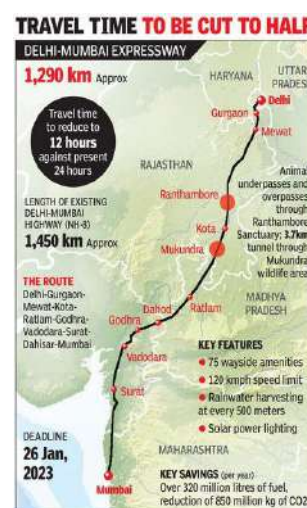 TRAVEL TIME TO BE CUT TO HALF
DELHI-MUMBAI EXPRESSWAY
1,290 km Approx
Travel time
to reduce to
12 hours
against present
24 hours
LENGTH OF EXISTING
DELHI-MUMBAI
HIGHWAY (NH-8)
1,450 km Approx
THE ROUTE
Delhi-Gurgaon-
Mewat-Kota-
Ratlam-Godhra-
Vadodara-Surat-
Dahisar-Mumbai
DEADLINE
26 Jan,
2023
HARYANA
UTTAR
PRADES
Delhi
Gurgaon
Mewat
RAJASTHAN
Ranthambore
Kota
Mukundra
Animal
underpasses and
overpasses
through
Ranthambore
Sanctuary; 3.7km
tunnel through
Mukundra
wildlife area
MADHYA
PRADESH
Ratlam
Dahod
Godhra
Vadodara
Surat
Mumbai
MAHARASHTRA
KEY FEATURES
75 wayside amenities
120 kmph speed limit
Rainwater harvesting
at every 500 meters
Solar power lighting
KEY SAVINGS (per year)
Over 320 million litres of fuel,
reduction of 850 million kg of CO2